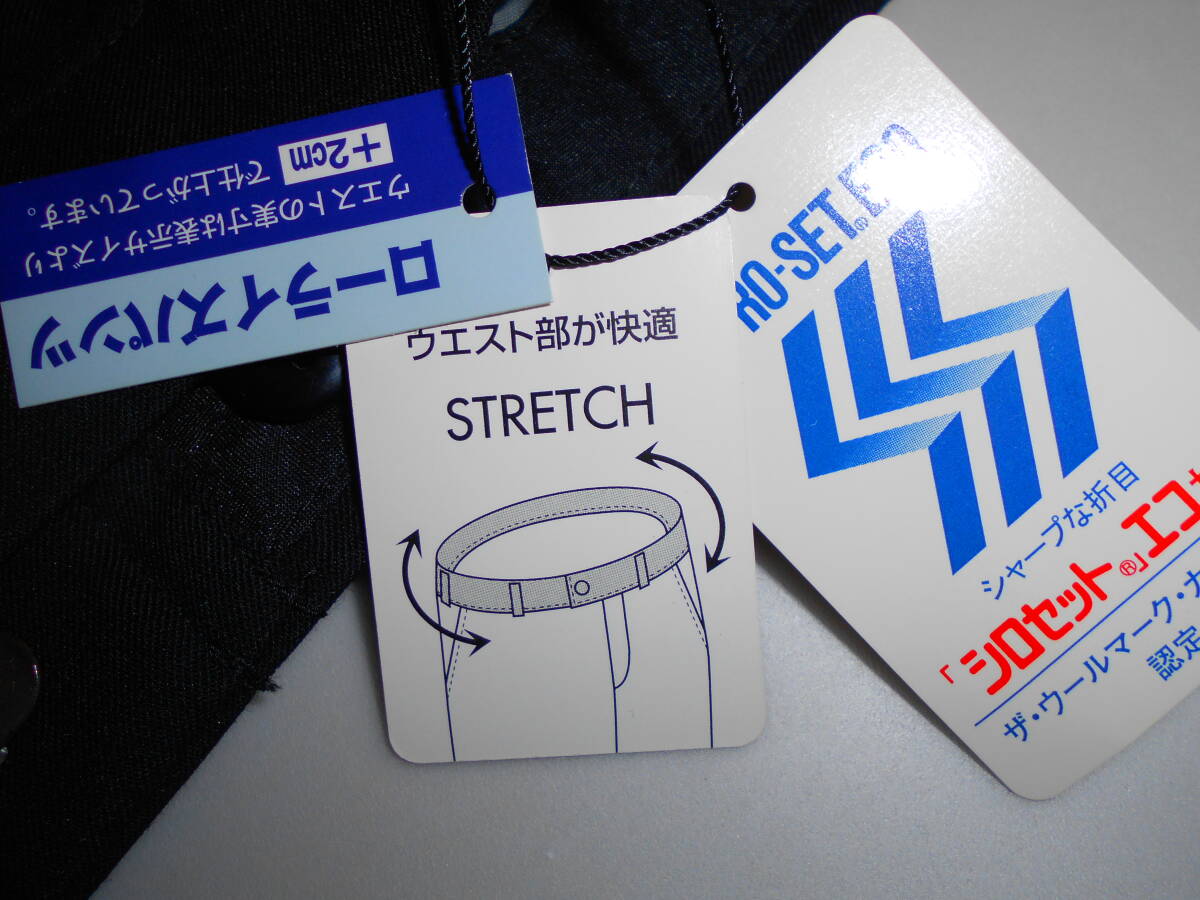 ローライズパンツ
ウエストの実寸は表示サイズより
+2cm で仕上がっています。
ウエスト部が快適
STRETCH
RO-SET®
シャープな折目
「シロセット®」エコ
ザ・ウールマーク・
認定